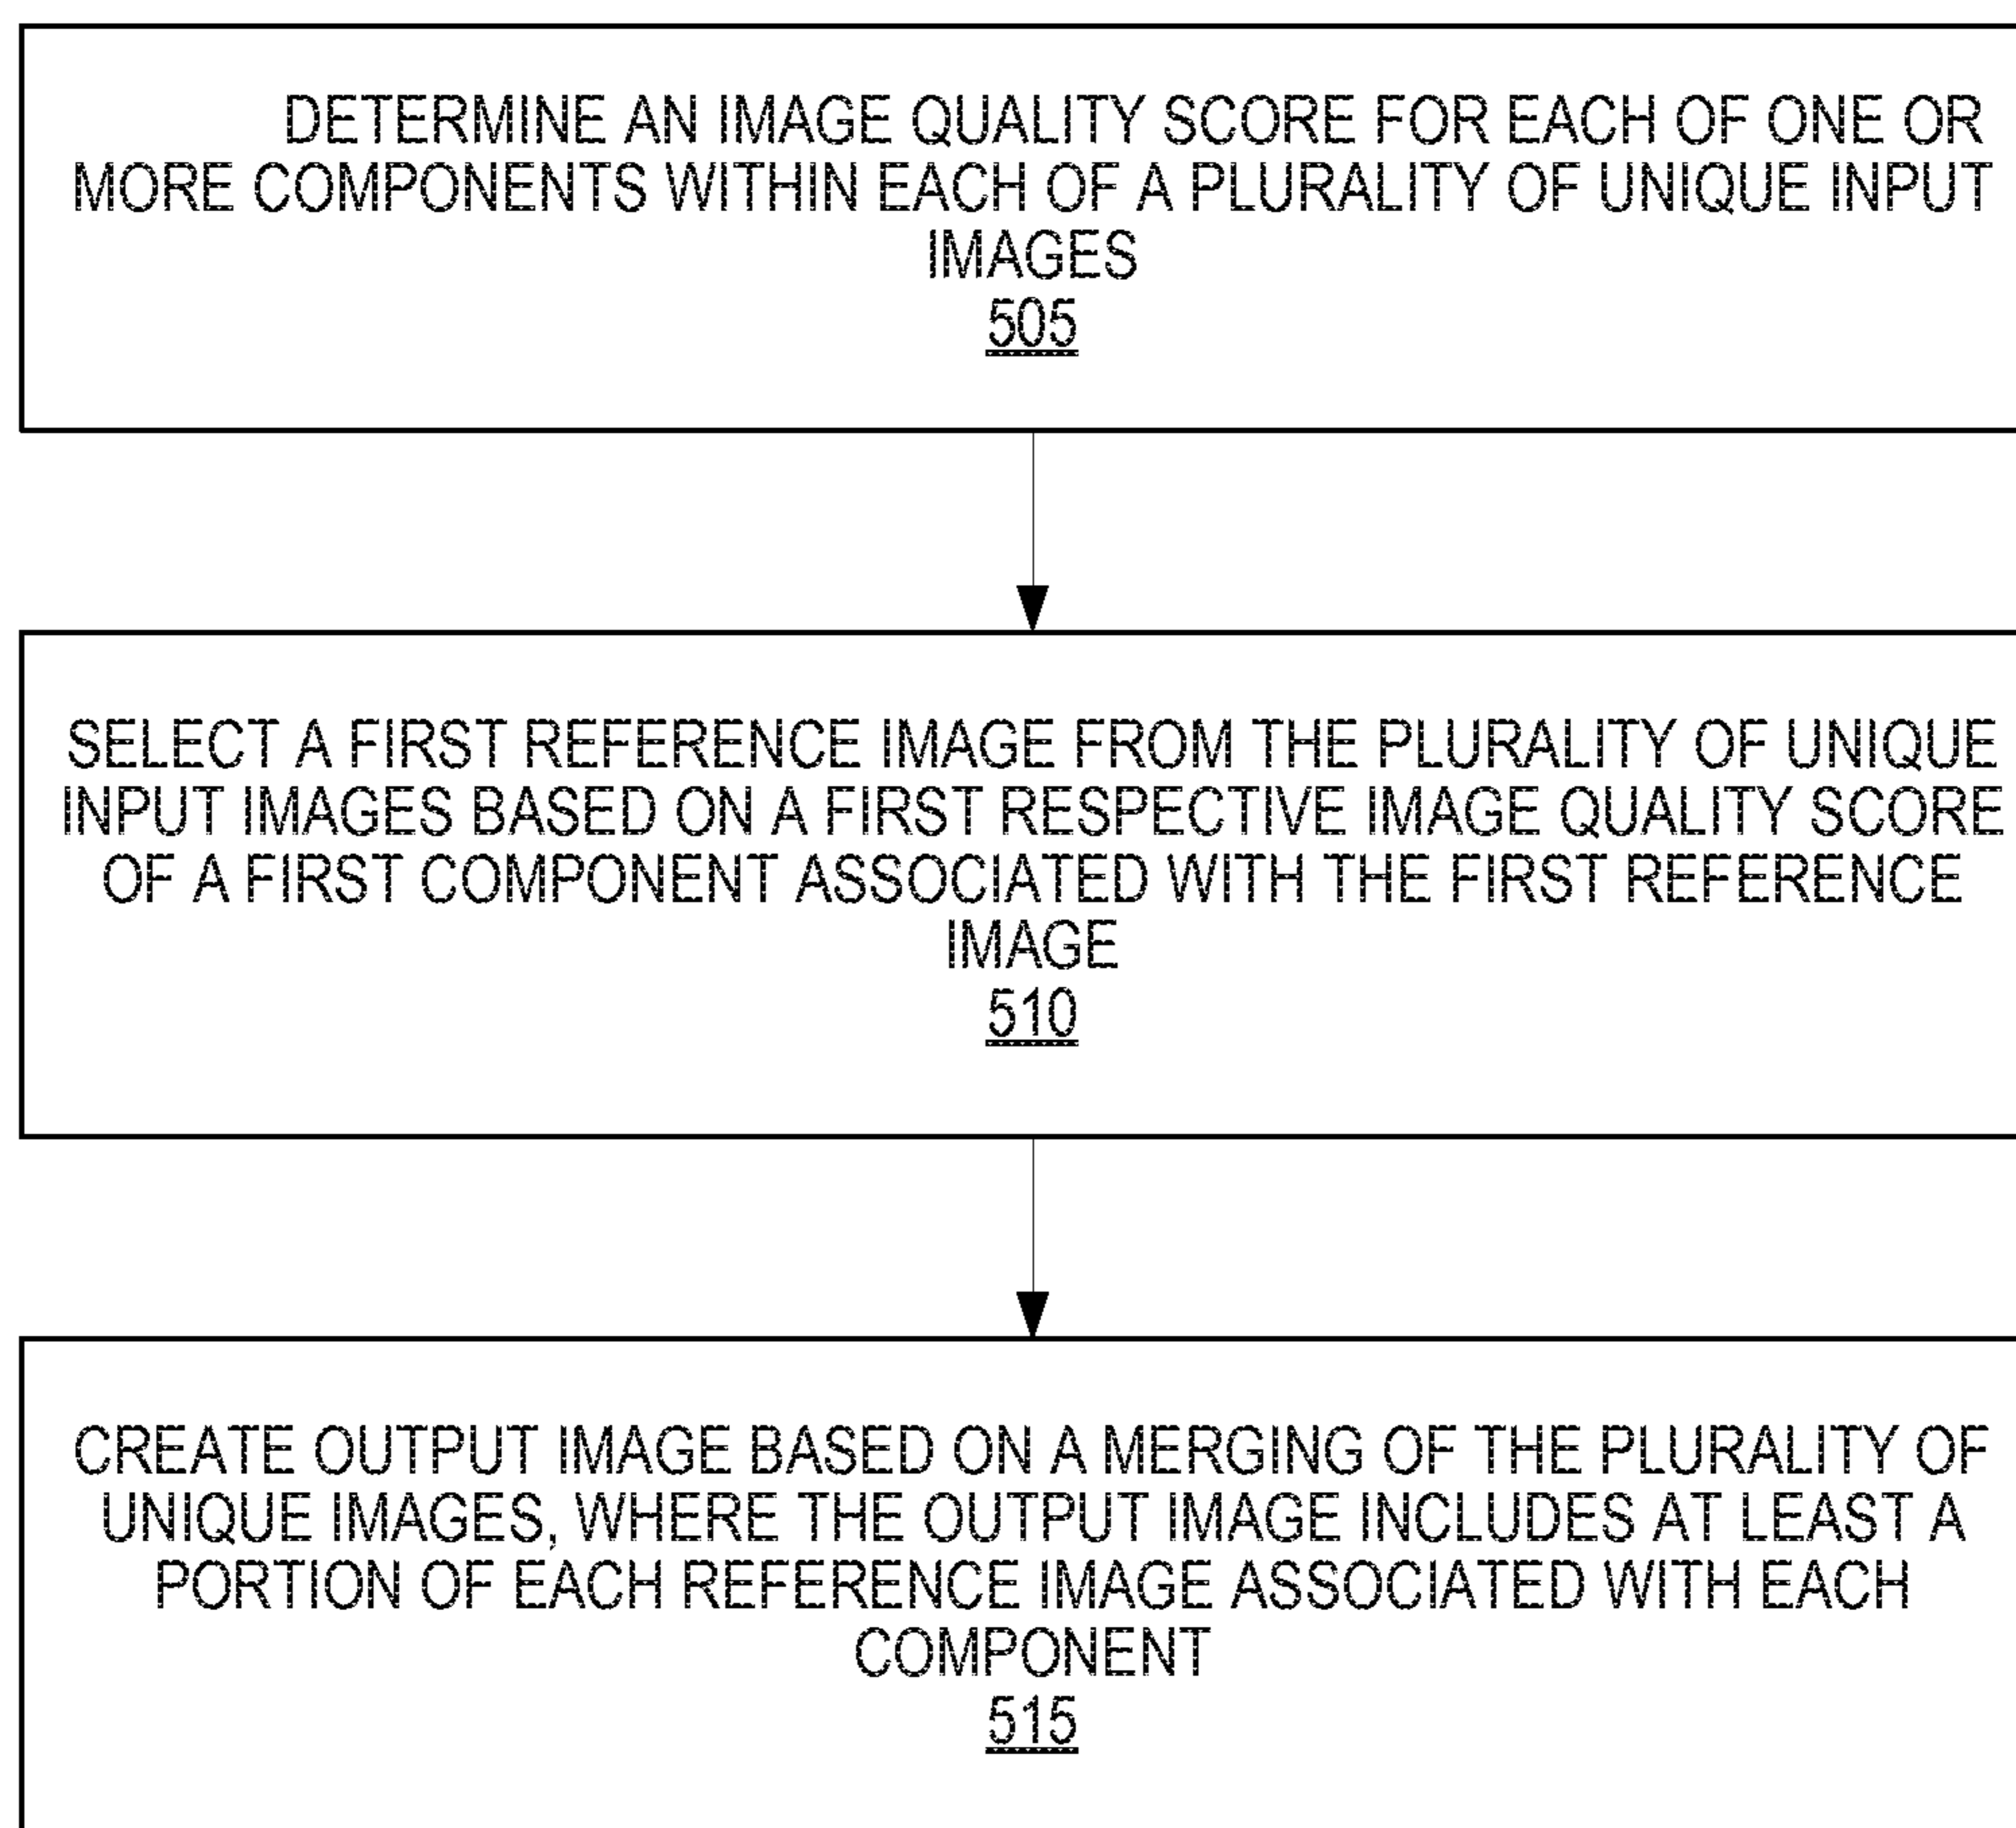 DETERMINE AN IMAGE QUALITY SCORE FOR EACH OF ONE OR
MORE COMPONENTS WITHIN EACH OF A PLURALITY OF UNIQUE INPUT
IMAGES
505
SELECT A FIRST REFERENCE IMAGE FROM THE PLURALITY OF UNIQUE
INPUT IMAGES BASED ON A FIRST RESPECTIVE IMAGE QUALITY SCORE
OF A FIRST COMPONENT ASSOCIATED WITH THE FIRST REFERENCE
IMAGE
510
CREATE OUTPUT IMAGE BASED ON A MERGING OF THE PLURALITY OF
UNIQUE IMAGES, WHERE THE OUTPUT IMAGE INCLUDES AT LEAST A
PORTION OF EACH REFERENCE IMAGE ASSOCIATED WITH EACH
COMPONENT
515